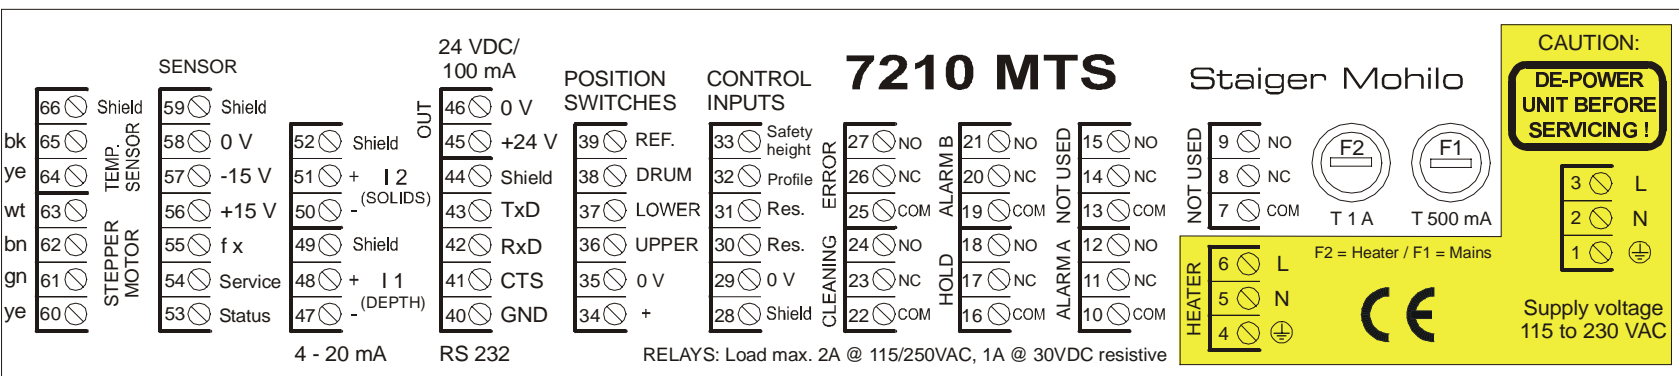 66 Shield
bk 65
ye 64
TEMP.
SENSOR
wt 63
bn 62
gn 61
ye 60
STEPPER
MOTOR
SENSOR
59 Shield
58 0 V
57 -15 V
56 +15 V
55 f x
54 Service
53 Status
52 Shield
51 + I 2
(SOLIDS)
50 -
49 Shield
48 + I 1
(DEPTH)
47 -
4 - 20 mA
24 VDC/
100 mA
OUT
46 0 V
45 +24 V
44 Shield
43 TxD
42 RxD
41 CTS
40 GND
RS 232
POSITION
SWITCHES
39 REF.
38 DRUM
37 LOWER
36 UPPER
35 0 V
34 +
CONTROL
INPUTS
33 Safety
height
32 Profile
31 Res.
30 Res.
29 0 V
28 Shield
7210 MTS
ERROR
27 NO
26 NC
25 COM
CLEANING
24 NO
23 NC
22 COM
ALARM B
21 NO
20 NC
19 COM
HOLD
18 NO
17 NC
16 COM
NOT USED
15 NO
14 NC
13 COM
ALARM A
12 NO
11 NC
10 COM
RELAYS: Load max. 2A @ 115/250VAC, 1A @ 30VDC resistive
Staiger Mohilo
NOT USED
9 NO
8 NC
7 COM
F2
T 1 A
F1
T 500 mA
F2 = Heater / F1 = Mains
HEATER
6 L
5 N
4
CE
CAUTION:
DE-POWER
UNIT BEFORE
SERVICING !
3 L
2 N
1
Supply voltage
115 to 230 VAC